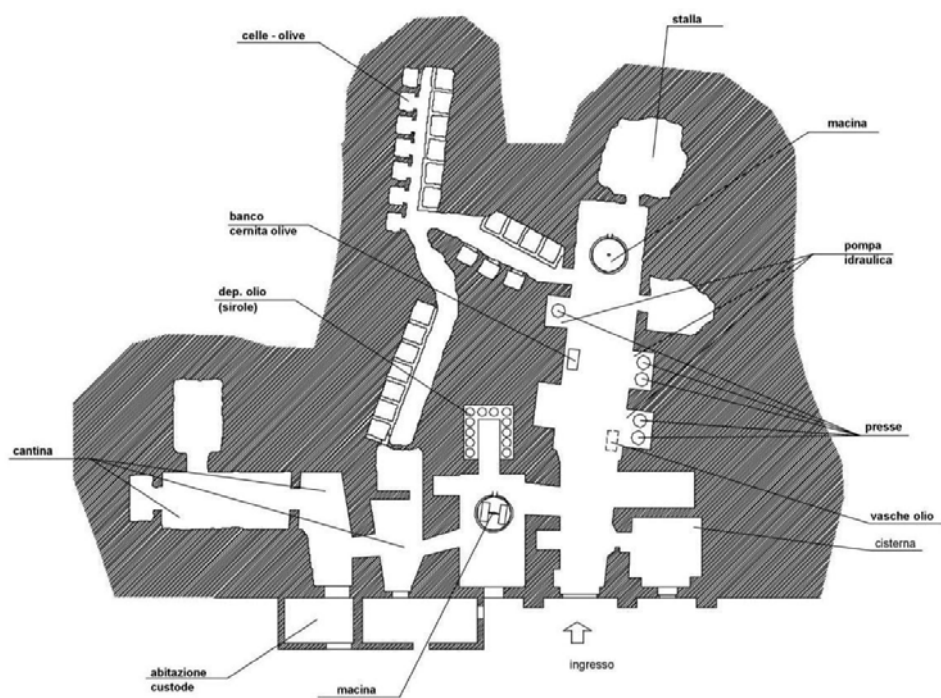 stalla
celle - olive
macina
banco
cernita olive
pompa
idraulica
dep. olio
(sirole)
presse
cantina
vasche olio
cisterna
ingresso
abitazione
custode
macina